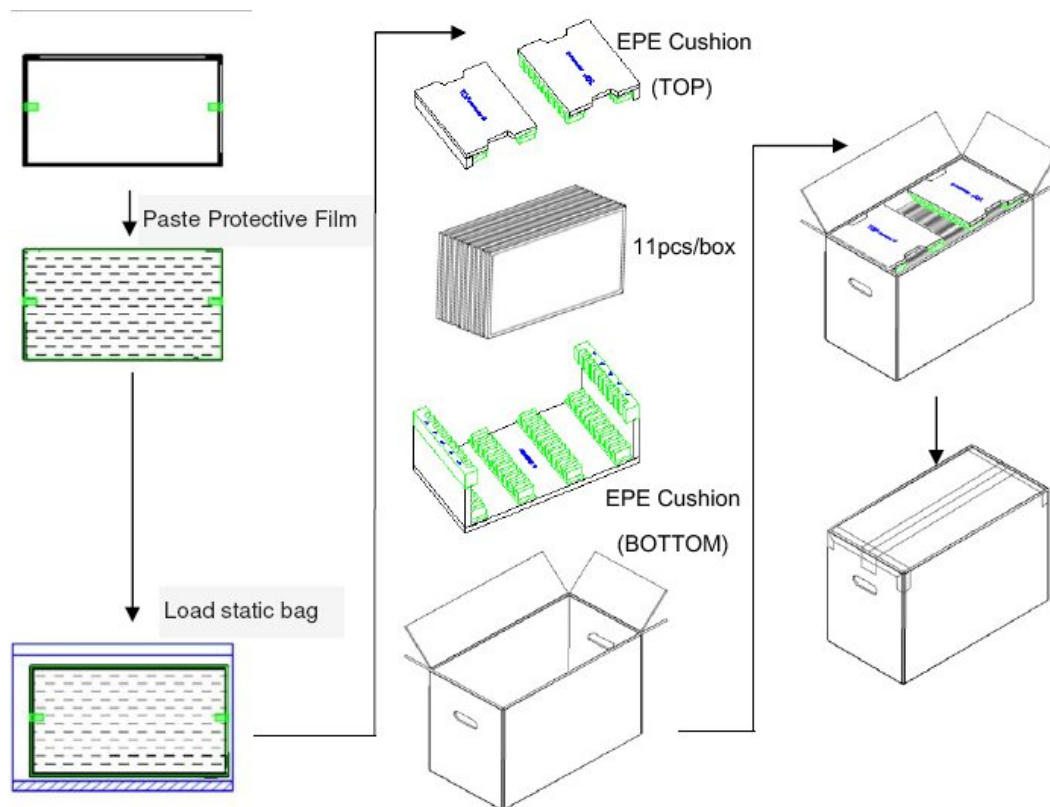 Paste Protective Film
Load static bag
EPE Cushion
(TOP)
11pcs/box
EPE Cushion
(BOTTOM)